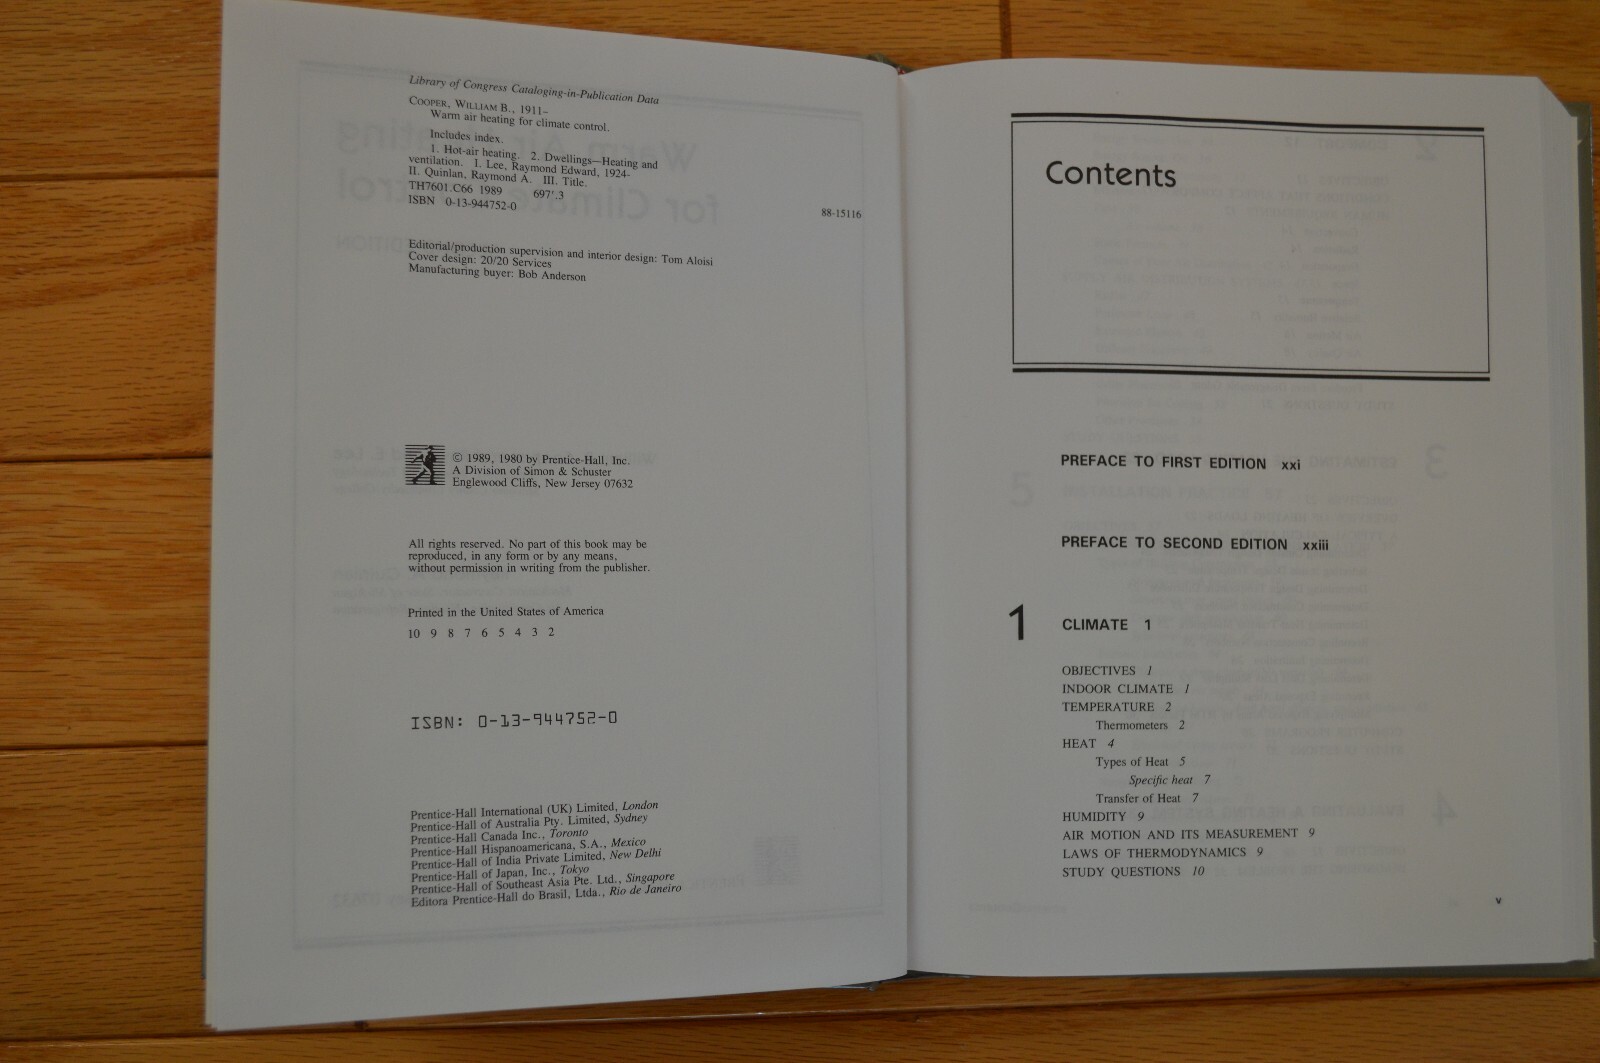 Library of Congress Cataloging-in-Publication Data
COOPER, WILLIAM B., 1911–
Warm air heating for climate control.
Includes index.
1. Hot-air heating. 2. Dwellings—Heating and
ventilation. I. Lee, Raymond Edward, 1924-
II. Quinlan, Raymond A. III. Title.
TH7601.C66 1989 697'.3
ISBN 0-13-944752-0
88-15116
Editorial/production supervision and interior design: Tom Aloisi
Cover design: 20/20 Services
Manufacturing buyer: Bob Anderson
© 1989, 1980 by Prentice-Hall, Inc.
A Division of Simon & Schuster
Englewood Cliffs, New Jersey 07632
All rights reserved. No part of this book may be
reproduced, in any form or by any means,
without permission in writing from the publisher.
Printed in the United States of America
10 9 8 7 6 5 4 3 2
ISBN: 0-13-944752-0
Prentice-Hall International (UK) Limited, London
Prentice-Hall of Australia Pty. Limited, Sydney
Prentice-Hall Canada Inc., Toronto
Prentice-Hall Hispanoamericana, S.A., Mexico
Prentice-Hall of India Private Limited, New Delhi
Prentice-Hall of Japan, Inc., Tokyo
Prentice-Hall of Southeast Asia Pte. Ltd., Singapore
Editora Prentice-Hall do Brasil, Ltda., Rio de Janeiro
Contents
PREFACE TO FIRST EDITION xxi
PREFACE TO SECOND EDITION xxiii
1 CLIMATE 1
OBJECTIVES 1
INDOOR CLIMATE 1
TEMPERATURE 2
Thermometers 2
HEAT 4
Types of Heat 5
Specific heat 7
Transfer of Heat 7
HUMIDITY 9
AIR MOTION AND ITS MEASUREMENT 9
LAWS OF THERMODYNAMICS 9
STUDY QUESTIONS 10
v